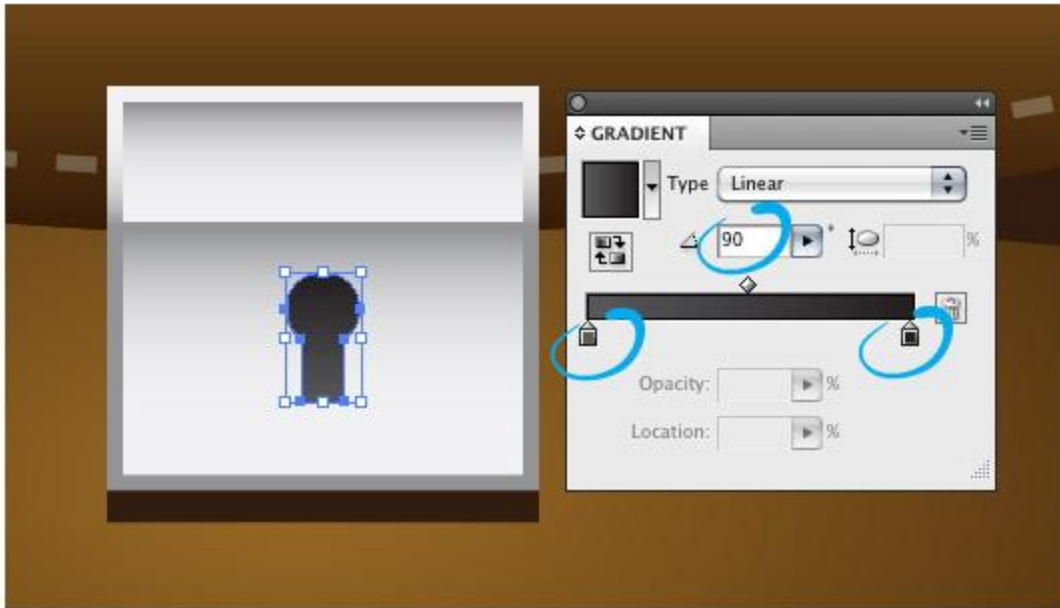 GRADIENT
Type Linear
90 ° %
Opacity: %
Location: %